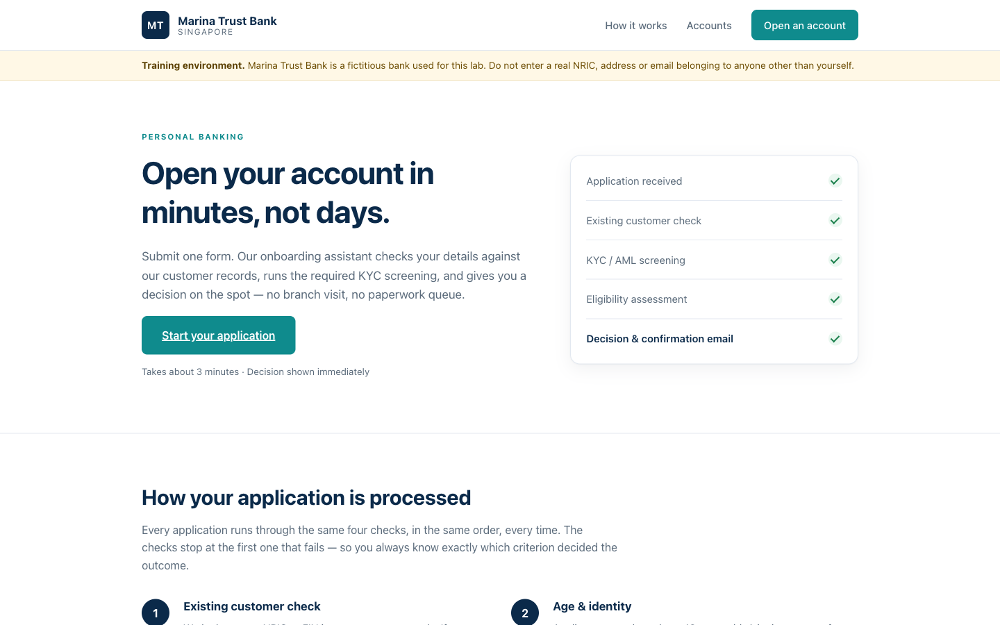 MT
Marina Trust Bank
SINGAPORE
How it works
Accounts
Open an account
Training environment. Marina Trust Bank is a fictitious bank used for this lab. Do not enter a real NRIC, address or email belonging to anyone other than yourself.
PERSONAL BANKING
Open your account in
minutes, not days.
Submit one form. Our onboarding assistant checks your details against
our customer records, runs the required KYC screening, and gives you a
decision on the spot — no branch visit, no paperwork queue.
Start your application
Takes about 3 minutes · Decision shown immediately
Application received
Existing customer check
KYC / AML screening
Eligibility assessment
Decision & confirmation email
How your application is processed
Every application runs through the same four checks, in the same order, every time. The
checks stop at the first one that fails — so you always know exactly which criterion decided the
outcome.
1
Existing customer check
2
Age & identity